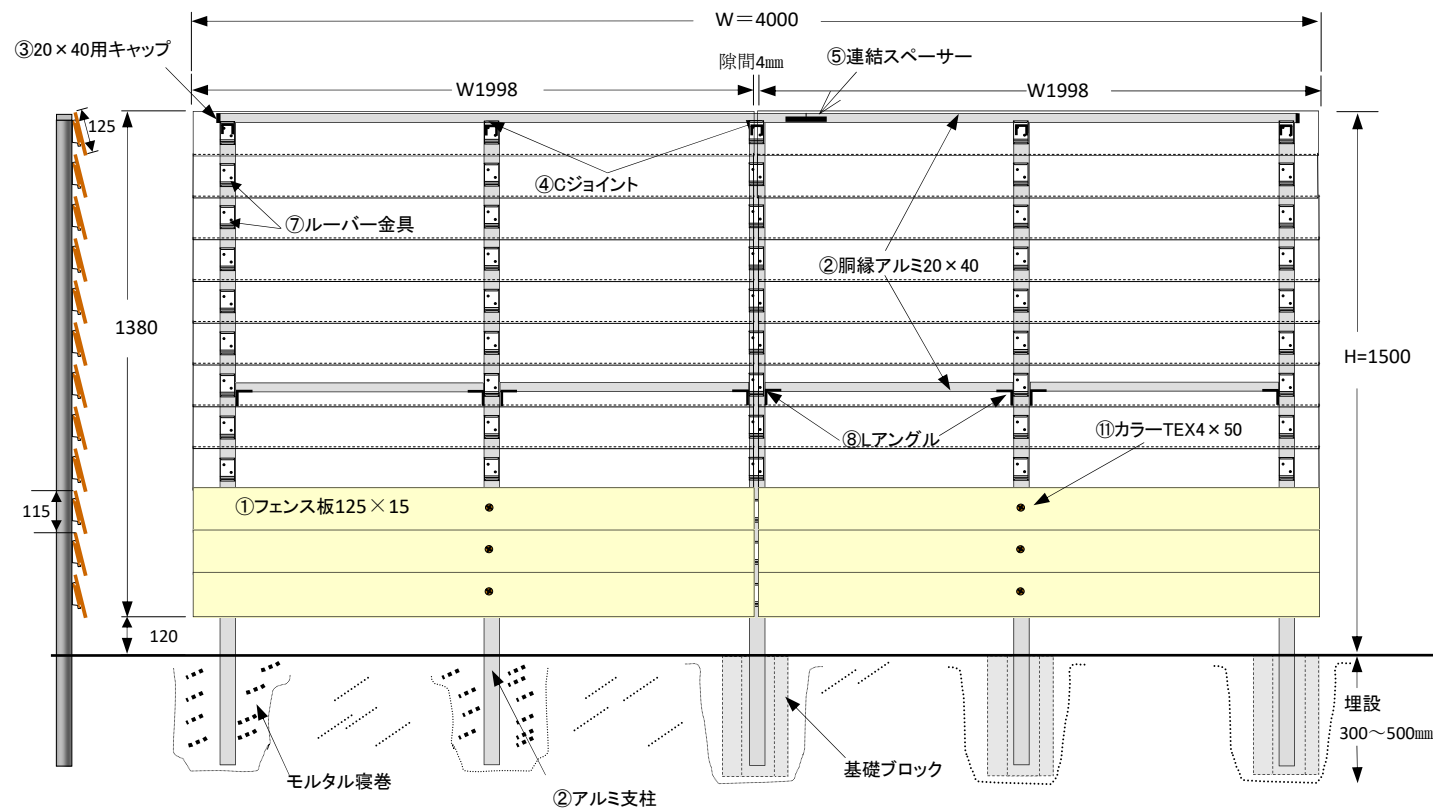 W＝4000
③20×40用キャップ
隙間4㎜
⑤連結スペーサー
W1998
W1998
125
④Cジョイント
⑦ルーバー金具
②胴縁アルミ20×40
1380
H=1500
⑧Lアングル
⑪カラーTEX4×50
①フェンス板125×15
115
120
埋設
300～500㎜
モルタル寝巻
基礎ブロック
②アルミ支柱